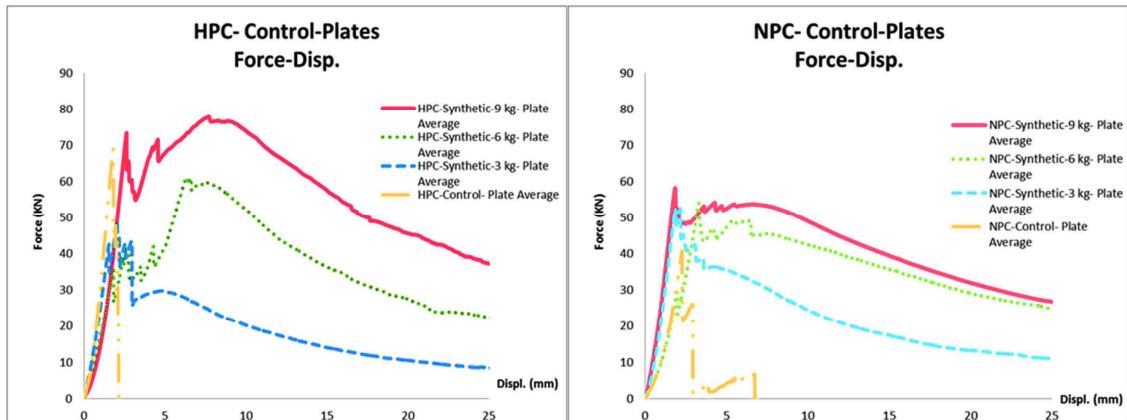 HPC- Control-Plates
Force-Disp.
Force (KN)
90
80
70
60
50
40
30
20
10
0
HPC-Synthetic-9 kg- Plate
Average
HPC-Synthetic-6 kg- Plate
Average
HPC-Synthetic-3 kg- Plate
Average
HPC-Control- Plate Average
Displ. (mm)
0 5 10 15 20 25
NPC- Control-Plates
Force-Disp.
Force (KN)
90
80
70
60
50
40
30
20
10
0
NPC-Synthetic-9 kg- Plate
Average
NPC-Synthetic-6 kg- Plate
Average
NPC-Synthetic-3 kg- Plate
Average
NPC-Control- Plate
Average
Displ. (mm)
0 5 10 15 20 25